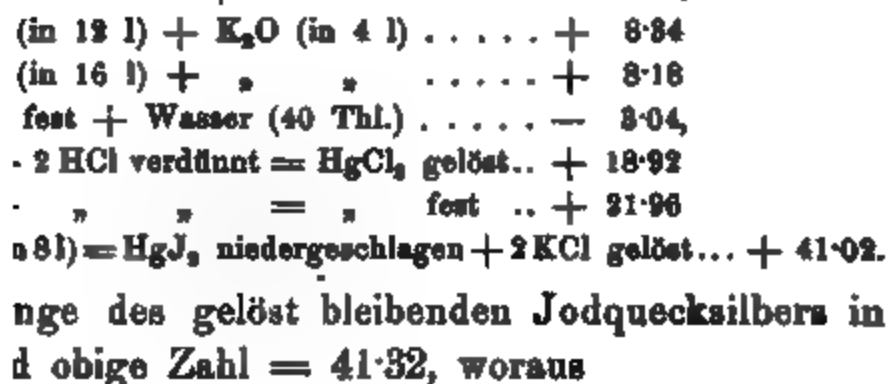 (in 12 l) + K₂O (in 4 l) . . . . . + 8·34
(in 16 l) + „ „ . . . . . + 8·18
fest + Wasser (40 Thl.) . . . . . — 3·04,
- 2 HCl verdünnt = HgCl₂ gelöst.. + 18·92
- „ „ = „ fest .. + 21·96
n 8 l) = HgJ₂ niedergeschlagen + 2 KCl gelöst... + 41·02.
nge des gelöst bleibenden Jodquecksilbers in
d obige Zahl = 41·32, woraus